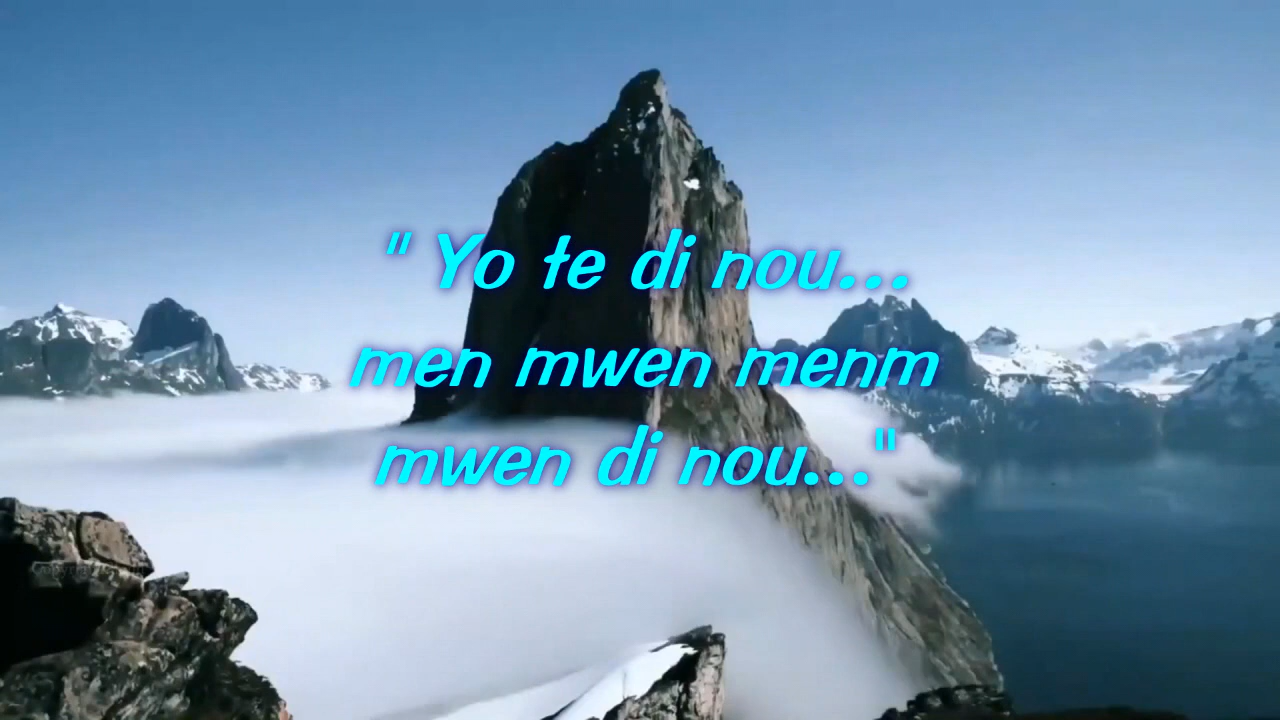 " Yo te di nou...
men mwen menm
mwen di nou..."